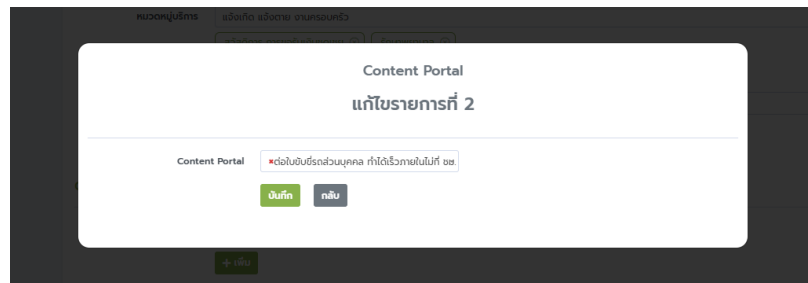 หมวดหมู่บริการ แจ้งเกิด แจ้งตาย งานครอบครัว
Content Portal
แก้ไขรายการที่ 2
Content Portal ×ต่อใบขับขี่รถส่วนบุคคล ทำได้เร็วภายในไม่กี่ ชช.
บันทึก กลับ
+ เพิ่ม